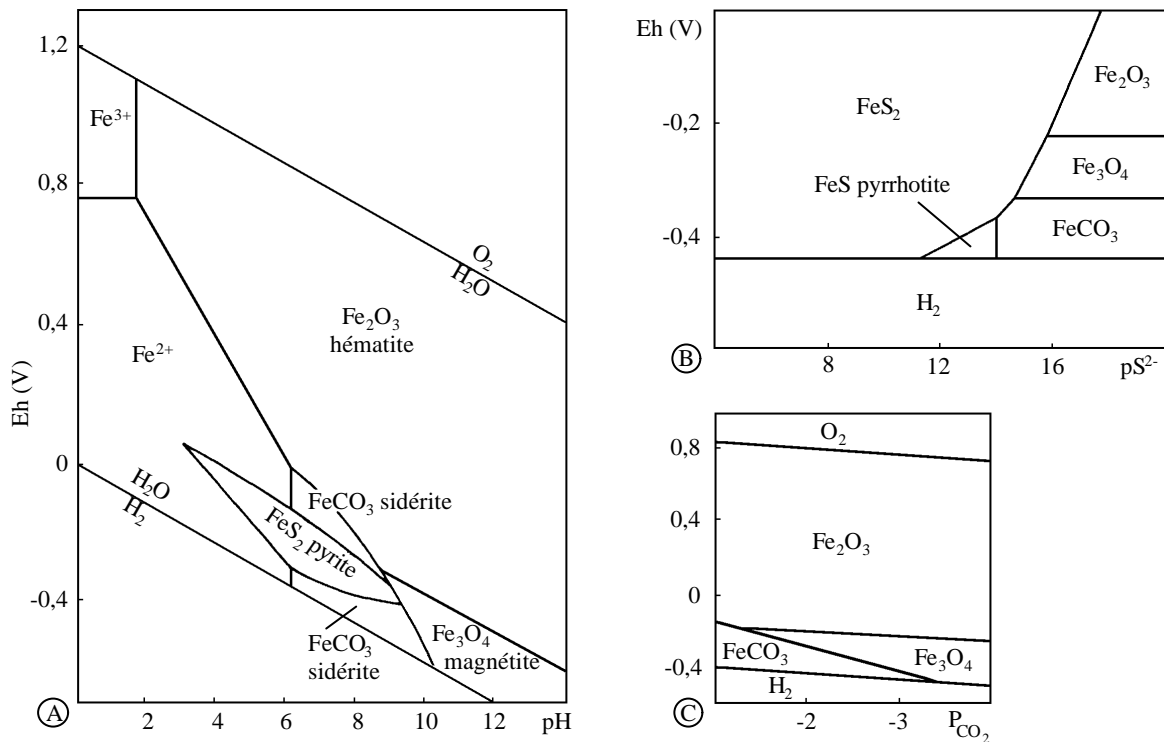 1,2
0,8
0,4
0
-0,4
Eh (V)
Fe³⁺
Fe²⁺
O₂
H₂O
Fe₂O₃
hématite
H₂O
H₂
FeCO₃ sidérite
FeS₂ pyrite
FeCO₃
sidérite
Fe₃O₄
magnétite
A
2
4
6
8
10
12
pH
Eh (V)
-0,2
-0,4
FeS₂
Fe₂O₃
Fe₃O₄
FeS pyrrhotite
FeCO₃
H₂
B
8
12
16
pS²⁻
0,8
0,4
0
-0,4
O₂
Fe₂O₃
FeCO₃
Fe₃O₄
H₂
C
-2
-3
P_CO₂